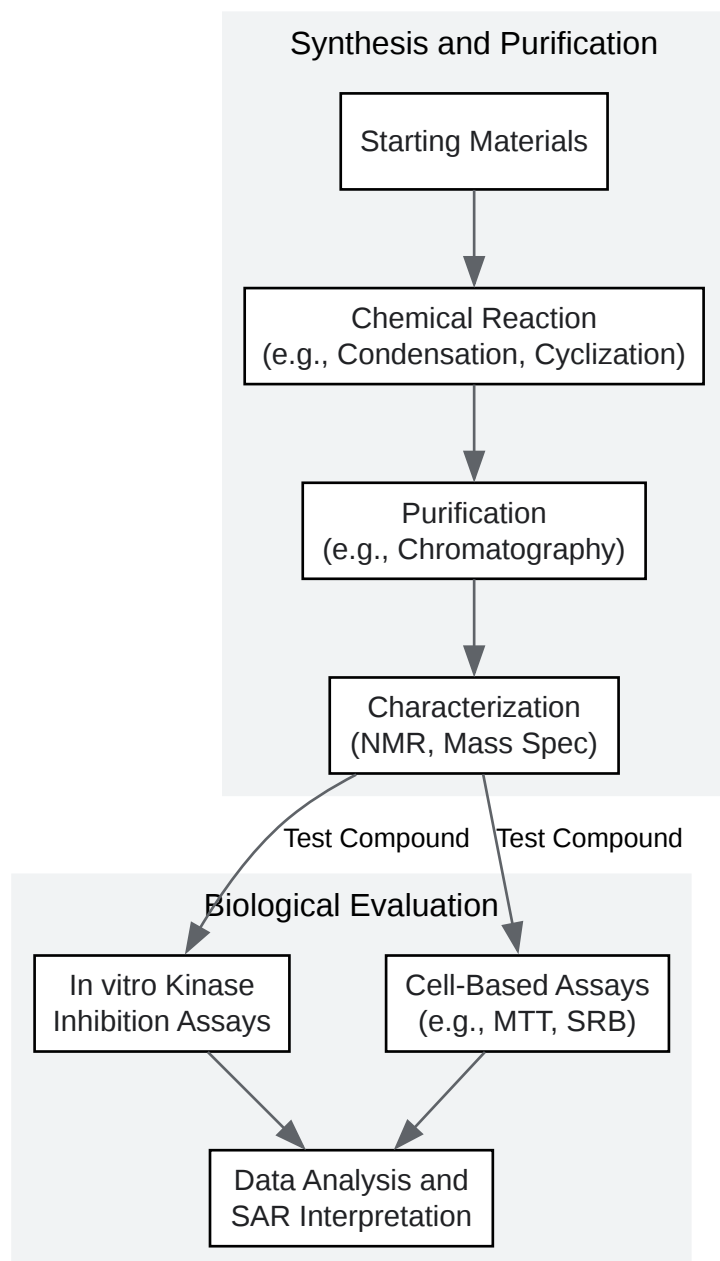 Synthesis and Purification
Starting Materials
Chemical Reaction
(e.g., Condensation, Cyclization)
Purification
(e.g., Chromatography)
Characterization
(NMR, Mass Spec)
Test Compound
Test Compound
Biological Evaluation
In vitro Kinase
Inhibition Assays
Cell-Based Assays
(e.g., MTT, SRB)
Data Analysis and
SAR Interpretation